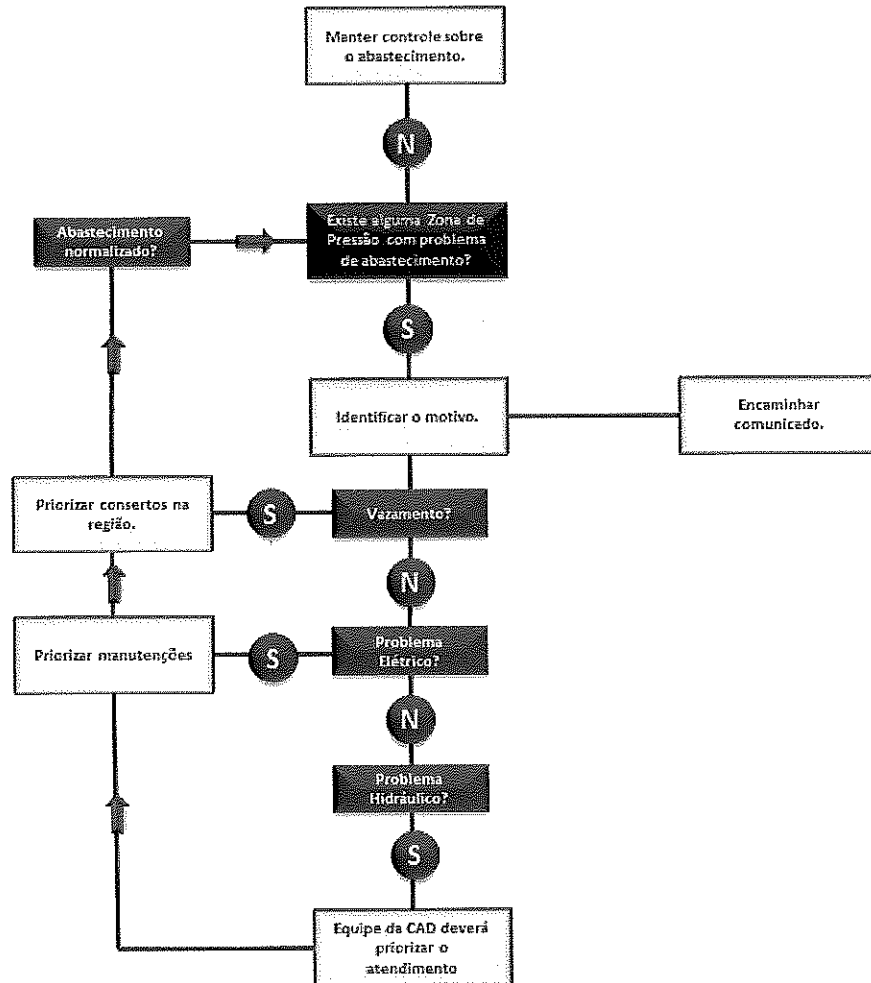 Manter controle sobre
o abastecimento.
N
Abastecimento
normalizado?
Existe alguma Zona de
Pressão com problema
de abastecimento?
S
Identificar o motivo.
Encaminhar
comunicado.
Priorizar consertos na
região.
S
Vazamento?
N
Priorizar manutenções
S
Problema
Elétrico?
N
Problema
Hidráulico?
S
Equipe da CAD deverá
priorizar o
atendimento